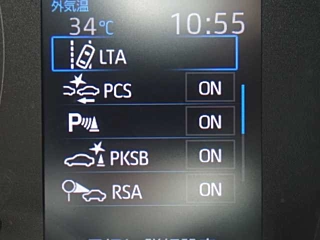 外気温
34℃ 10:55
LTA
PCS ON
P ON
PKSB ON
RSA ON